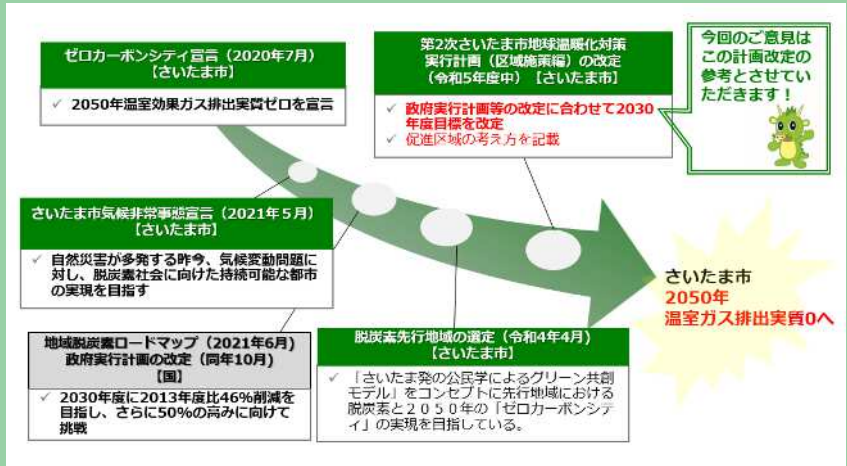 ゼロカーボンシティ宣言（2020年7月）
【さいたま市】
✓ 2050年温室効果ガス排出実質ゼロを宣言
第2次さいたま市地球温暖化対策
実行計画（区域施策編）の改定
（令和5年度中）【さいたま市】
✓ 政府実行計画等の改定に合わせて2030
年度目標を改定
✓ 促進区域の考え方を記載
今回のご意見は
この計画改定の
参考とさせてい
ただきます！
さいたま市気候非常事態宣言（2021年５月）
【さいたま市】
✓ 自然災害が多発する昨今、気候変動問題に
対し、脱炭素社会に向けた持続可能な都市
の実現を目指す
地域脱炭素ロードマップ（2021年6月)
政府実行計画の改定（同年10月）
【国】
✓ 2030年度に2013年度比46%削減を
目指し、さらに50%の高みに向けて
挑戦
脱炭素先行地域の選定（令和4年4月）
【さいたま市】
✓ 「さいたま発の公民学によるグリーン共創
モデル」をコンセプトに先行地域における
脱炭素と２０５０年の「ゼロカーボンシテ
ィ」の実現を目指している。
さいたま市
2050年
温室ガス排出実質0へ